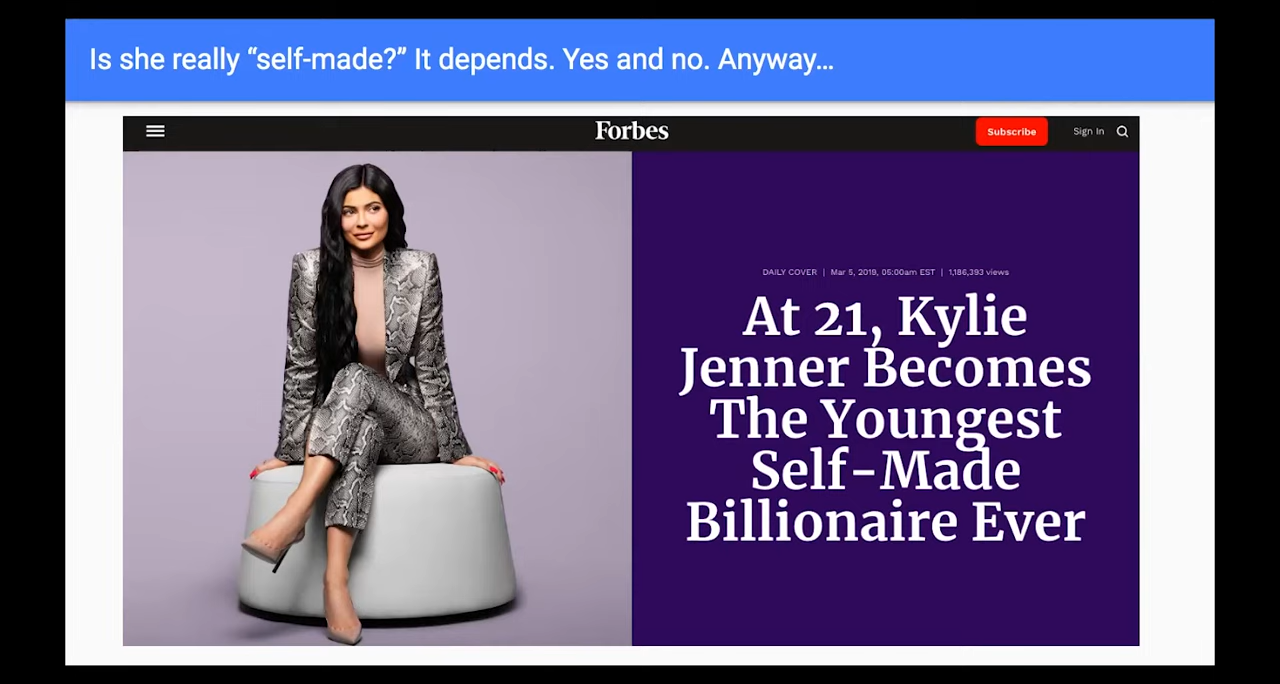 Is she really “self-made?” It depends. Yes and no. Anyway…
Forbes
Subscribe
Sign In
DAILY COVER | Mar 5, 2019, 05:00am EST | 1,186,393 views
At 21, Kylie
Jenner Becomes
The Youngest
Self-Made
Billionaire Ever